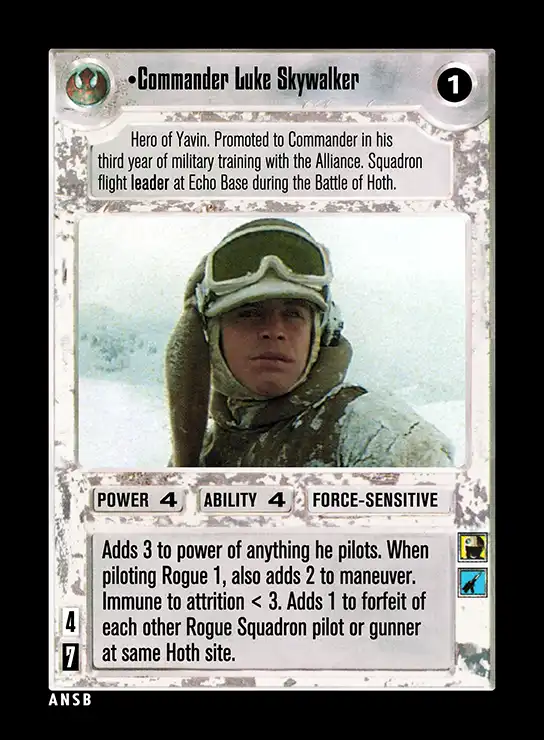 •Commander Luke Skywalker
1
Hero of Yavin. Promoted to Commander in his
third year of military training with the Alliance. Squadron
flight leader at Echo Base during the Battle of Hoth.
POWER 4
ABILITY 4
FORCE-SENSITIVE
Adds 3 to power of anything he pilots. When
piloting Rogue 1, also adds 2 to maneuver.
Immune to attrition < 3. Adds 1 to forfeit of
each other Rogue Squadron pilot or gunner
at same Hoth site.
4
7
ANSB